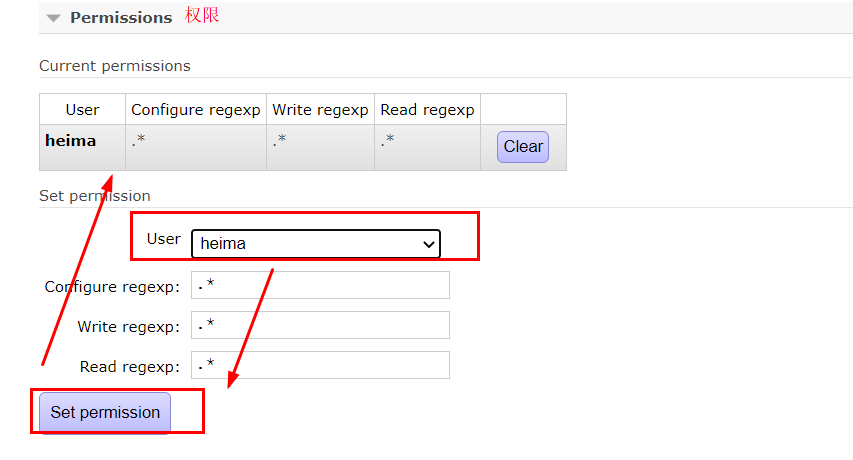 Permissions 权限
Current permissions
User Configure regexp Write regexp Read regexp
heima .* .* .* Clear
Set permission
User heima
Configure regexp: .*
Write regexp: .*
Read regexp: .*
Set permission